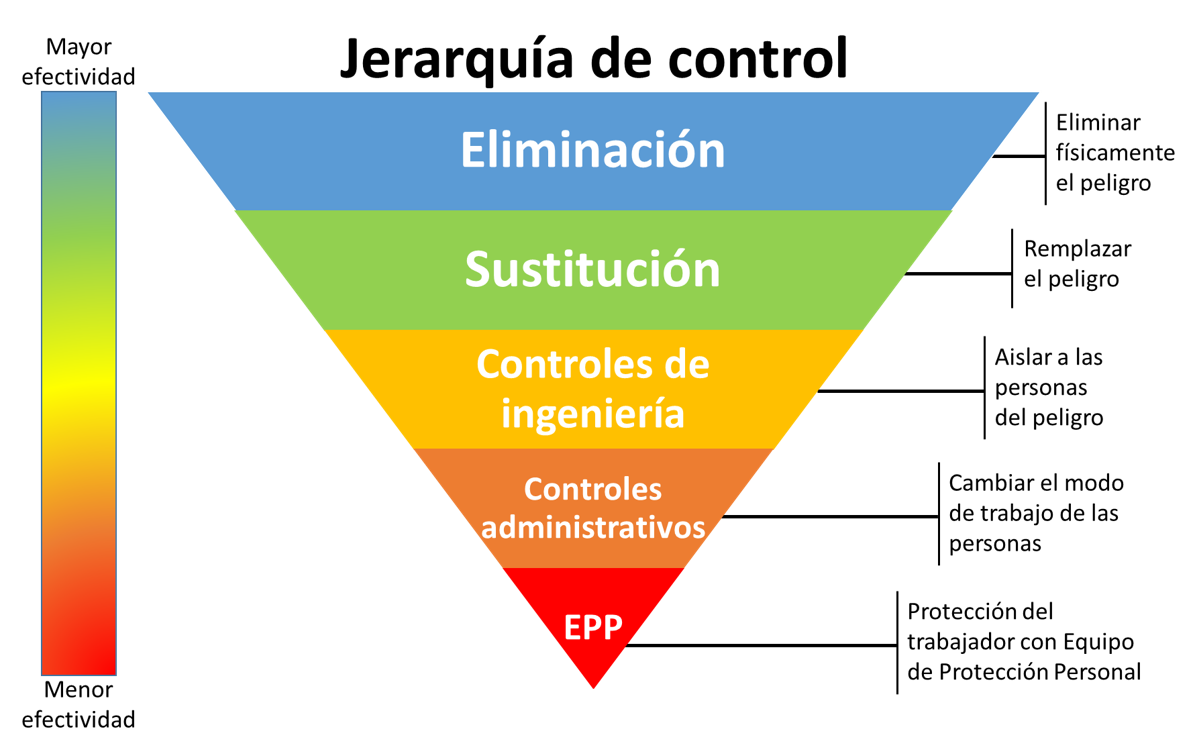 Jerarquía de control
Mayor
efectividad
Eliminación
Eliminar
físicamente
el peligro
Sustitución
Remplazar
el peligro
Controles de
ingeniería
Aislar a las
personas
del peligro
Controles
administrativos
Cambiar el modo
de trabajo de las
personas
EPP
Protección del
trabajador con Equipo
de Protección Personal
Menor
efectividad